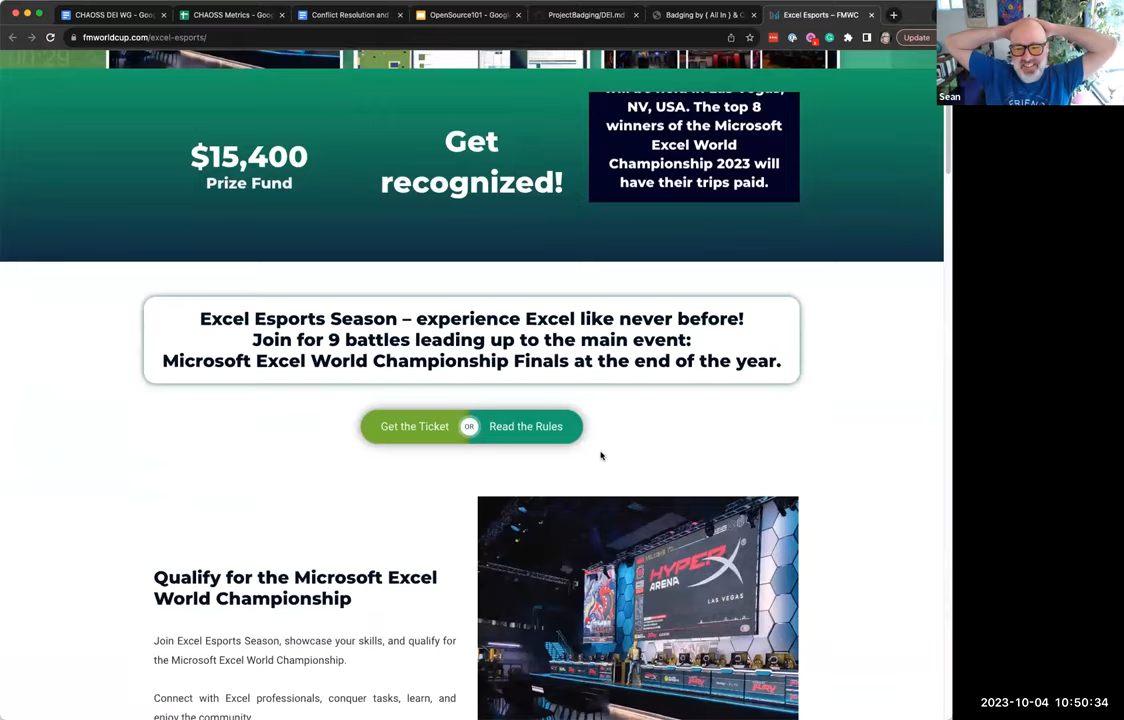 CHAOSS DEI WG - Goo
CHAOSS Metrics - Goog
Conflict Resolution and
OpenSource101 - Google
ProjectBadging/DEI.md
Badging by { All In } & C
Excel Esports – FMWC
fmworldcup.com/excel-esports/
Update
Sean
NV, USA. The top 8
winners of the Microsoft
Excel World
Championship 2023 will
have their trips paid.
$15,400
Prize Fund
Get
recognized!
Excel Esports Season – experience Excel like never before!
Join for 9 battles leading up to the main event:
Microsoft Excel World Championship Finals at the end of the year.
Get the Ticket
OR
Read the Rules
HYPERX
ARENA
LAS VEGAS
Qualify for the Microsoft Excel
World Championship
Join Excel Esports Season, showcase your skills, and qualify for
the Microsoft Excel World Championship.
Connect with Excel professionals, conquer tasks, learn, and
enjoy the community.
2023-10-04 10:50:34